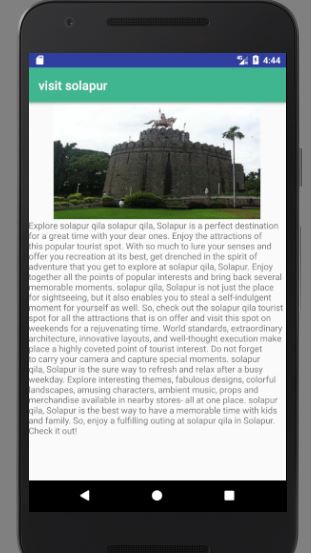 4:44
visit solapur
Explore solapur qila solapur qila, Solapur is a perfect destination
for a great time with your dear ones. Enjoy the attractions of
this popular tourist spot. With so much to lure your senses and
offer you recreation at its best, get drenched in the spirit of
adventure that you get to explore at solapur qila, Solapur. Enjoy
together all the points of popular interests and bring back several
memorable moments. solapur qila, Solapur is not just the place
for sightseeing, but it also enables you to steal a self-indulgent
moment for yourself as well. So, check out the solapur qila tourist
spot for all the attractions that is on offer and visit this spot on
weekends for a rejuvenating time. World standards, extraordinary
architecture, innovative layouts, and well-thought execution make
place a highly coveted point of tourist interest. Do not forget
to carry your camera and capture special moments. solapur
qila, Solapur is the sure way to refresh and relax after a busy
weekday. Explore interesting themes, fabulous designs, colorful
landscapes, amusing characters, ambient music, props and
merchandise available in nearby stores- all at one place. solapur
qila, Solapur is the best way to have a memorable time with kids
and family. So, enjoy a fulfilling outing at solapur qila in Solapur.
Check it out!